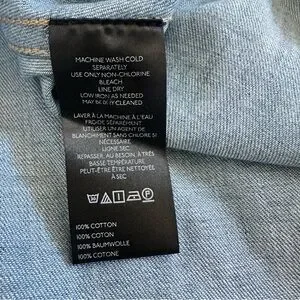 MACHINE WASH COLD
SEPARATELY
USE ONLY NON-CHLORINE
BLEACH
LINE DRY
LOW IRON AS NEEDED
MAY BE DRY CLEANED
LAVER À LA MACHINE À L'EAU
FROIDE SÉPARÉMENT
UTILISER UN AGENT DE
BLANCHIMENT SANS CHLORE SI
NÉCESSAIRE
LIGNE SEC
REPASSER, AU BESOIN, À TRÈS
BASSE TEMPÉRATURE
PEUT-ÊTRE ÊTRE NETTOYÉE
À SEC
100% COTTON
100% COTON
100% BAUMWOLLE
100% COTONE